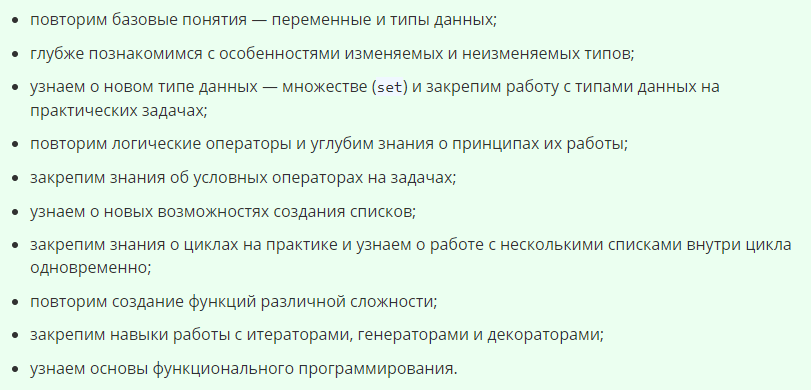 • повторим базовые понятия — переменные и типы данных;
• глубже познакомимся с особенностями изменяемых и неизменяемых типов;
• узнаем о новом типе данных — множестве (set) и закрепим работу с типами данных на
практических задачах;
• повторим логические операторы и углубим знания о принципах их работы;
• закрепим знания об условных операторах на задачах;
• узнаем о новых возможностях создания списков;
• закрепим знания о циклах на практике и узнаем о работе с несколькими списками внутри цикла
одновременно;
• повторим создание функций различной сложности;
• закрепим навыки работы с итераторами, генераторами и декораторами;
• узнаем основы функционального программирования.